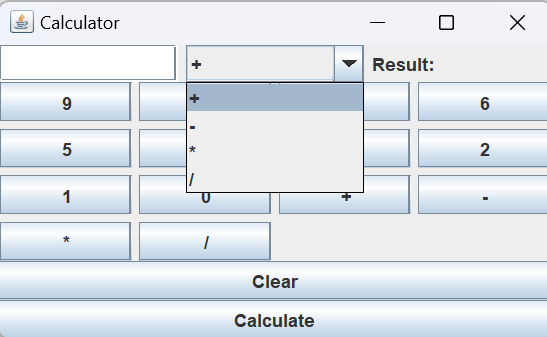 Calculator
+ Result:
9 + 6
5 - 2
*
/
1 0 + -
* /
Clear
Calculate